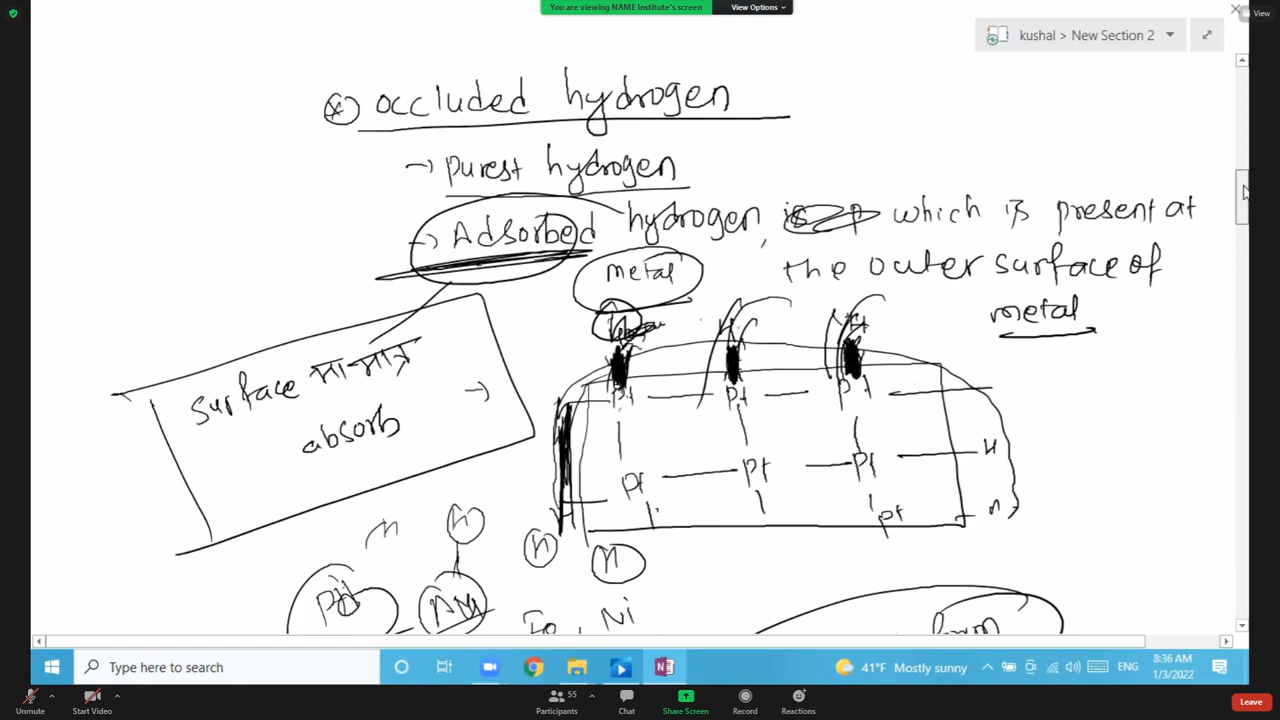 You are viewing NAME Institute's screen
View Options
View
kushal > New Section 2
occluded hydrogen
→ purest hydrogen
→ Adsorbed hydrogen, which is present at
the outer surface of
metal
metal
surface मा मात्र
absorb
→
H
Pt Pt Pt
Pt Pt Pt H
Pt
H
H H
Fe, Ni
Type here to search
41°F Mostly sunny
ENG
8:36 AM
1/3/2022
Unmute
Start Video
55
Participants
Chat
Share Screen
Record
Reactions
Leave